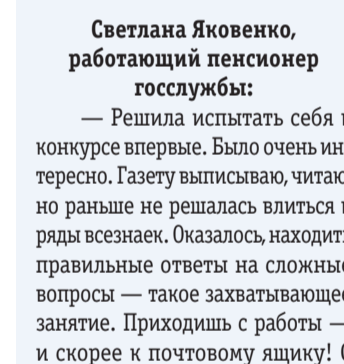 Светлана Яковенко,
работающий пенсионер
госслужбы:
— Решила испытать себя
конкурсе впервые. Было очень ин
тересно. Газету выписываю, читаю
но раньше не решалась влиться
ряды всезнаек. Оказалось, находит
правильные ответы на сложные
вопросы — такое захватывающее
занятие. Приходишь с работы —
и скорее к почтовому ящику!